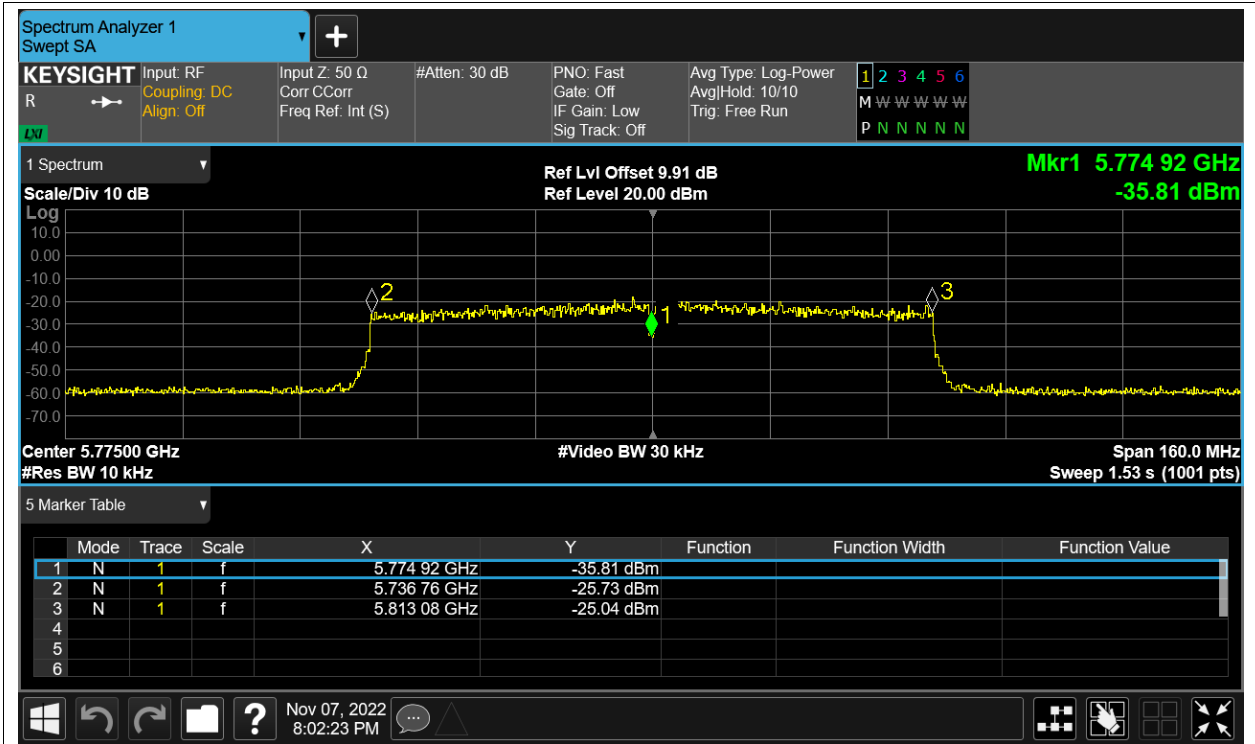 Spectrum Analyzer 1
Swept SA
KEYSIGHT
R
LXI
Input: RF
Coupling: DC
Align: Off
Input Z: 50 Ω
Corr CCorr
Freq Ref: Int (S)
#Atten: 30 dB
PNO: Fast
Gate: Off
IF Gain: Low
Sig Track: Off
Avg Type: Log-Power
Avg|Hold: 10/10
Trig: Free Run
1 2 3 4 5 6
M W W W W W W
P N N N N N
1 Spectrum
Scale/Div 10 dB
Ref Lvl Offset 9.91 dB
Ref Level 20.00 dBm
Mkr1 5.774 92 GHz
-35.81 dBm
Log
10.0
0.00
-10.0
-20.0
-30.0
-40.0
-50.0
-60.0
-70.0
2
1
3
Center 5.77500 GHz
#Video BW 30 kHz
Span 160.0 MHz
#Res BW 10 kHz
Sweep 1.53 s (1001 pts)
5 Marker Table
Mode Trace Scale X Y Function Function Width Function Value
1 N 1 f 5.774 92 GHz -35.81 dBm
2 N 1 f 5.736 76 GHz -25.73 dBm
3 N 1 f 5.813 08 GHz -25.04 dBm
4
5
6
?
Nov 07, 2022
8:02:23 PM